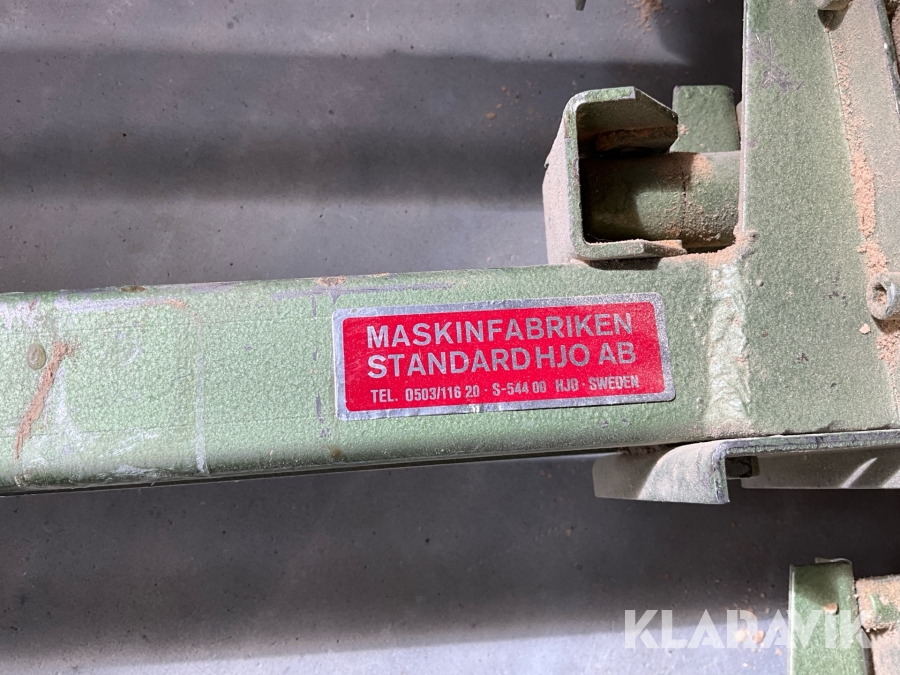 MASKINFABRIKEN
STANDARD HJO AB
TEL. 0503/116 20 · S-544 00 HJO · SWEDEN
KLARAVIK